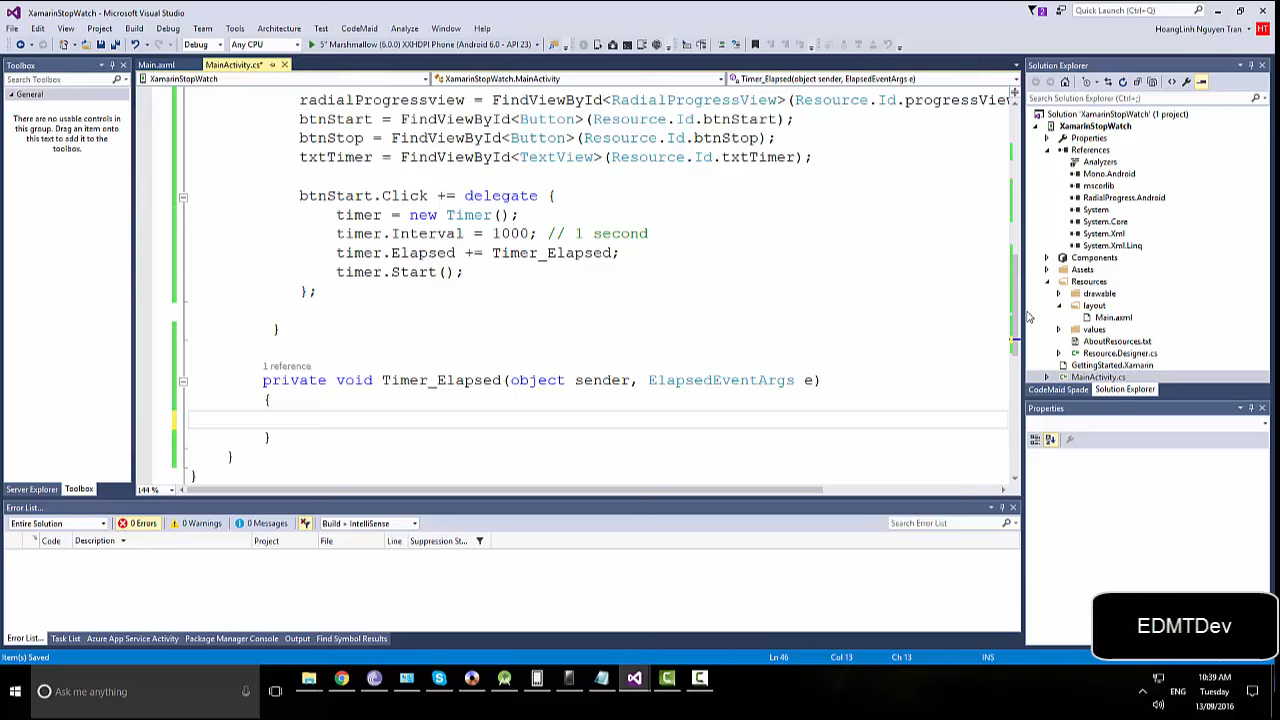 XamarinStopWatch - Microsoft Visual Studio
2
Quick Launch (Ctrl+Q)
File Edit View Project Build Debug Team Tools Architecture Test CodeMaid Analyze Window Help
HoangLinh Nguyen Tran HT
Debug Any CPU 5" Marshmallow (6.0.0) XXHDPI Phone (Android 6.0 - API 23)
Toolbox
Search Toolbox
General
There are no usable controls in
this group. Drag an item onto
this text to add it to the
toolbox.
Server Explorer Toolbox
Main.axml MainActivity.cs*
XamarinStopWatch XamarinStopWatch.MainActivity Timer_Elapsed(object sender, ElapsedEventArgs e)
radialProgressview = FindViewById<RadialProgressView>(Resource.Id.progressView
btnStart = FindViewById<Button>(Resource.Id.btnStart);
btnStop = FindViewById<Button>(Resource.Id.btnStop);
txtTimer = FindViewById<TextView>(Resource.Id.txtTimer);
btnStart.Click += delegate {
timer = new Timer();
timer.Interval = 1000; // 1 second
timer.Elapsed += Timer_Elapsed;
timer.Start();
};
}
1 reference
private void Timer_Elapsed(object sender, ElapsedEventArgs e)
{
}
}
}
144 %
Solution Explorer
Search Solution Explorer (Ctrl+;)
Solution 'XamarinStopWatch' (1 project)
XamarinStopWatch
Properties
References
Analyzers
Mono.Android
mscorlib
RadialProgress.Android
System
System.Core
System.Xml
System.Xml.Linq
Components
Assets
Resources
drawable
layout
Main.axml
values
AboutResources.txt
Resource.Designer.cs
GettingStarted.Xamarin
MainActivity.cs
CodeMaid Spade Solution Explorer
Properties
Error List...
Entire Solution 0 Errors 0 Warnings 0 Messages Build + IntelliSense Search Error List
Code Description Project File Line Suppression St...
Error List... Task List Azure App Service Activity Package Manager Console Output Find Symbol Results
EDMTDev
Item(s) Saved Ln 46 Col 13 Ch 13 INS
Ask me anything
ENG
10:39 AM
Tuesday
13/09/2016